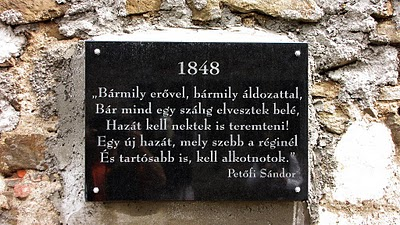 1848
„Bármily erővel, bármily áldozattal,
Bár mind egy szálig elvesztek belé,
Hazát kell nektek is teremteni!
Egy új hazát, mely szebb a réginél
És tartósabb is, kell alkotnotok."
Petőfi Sándor